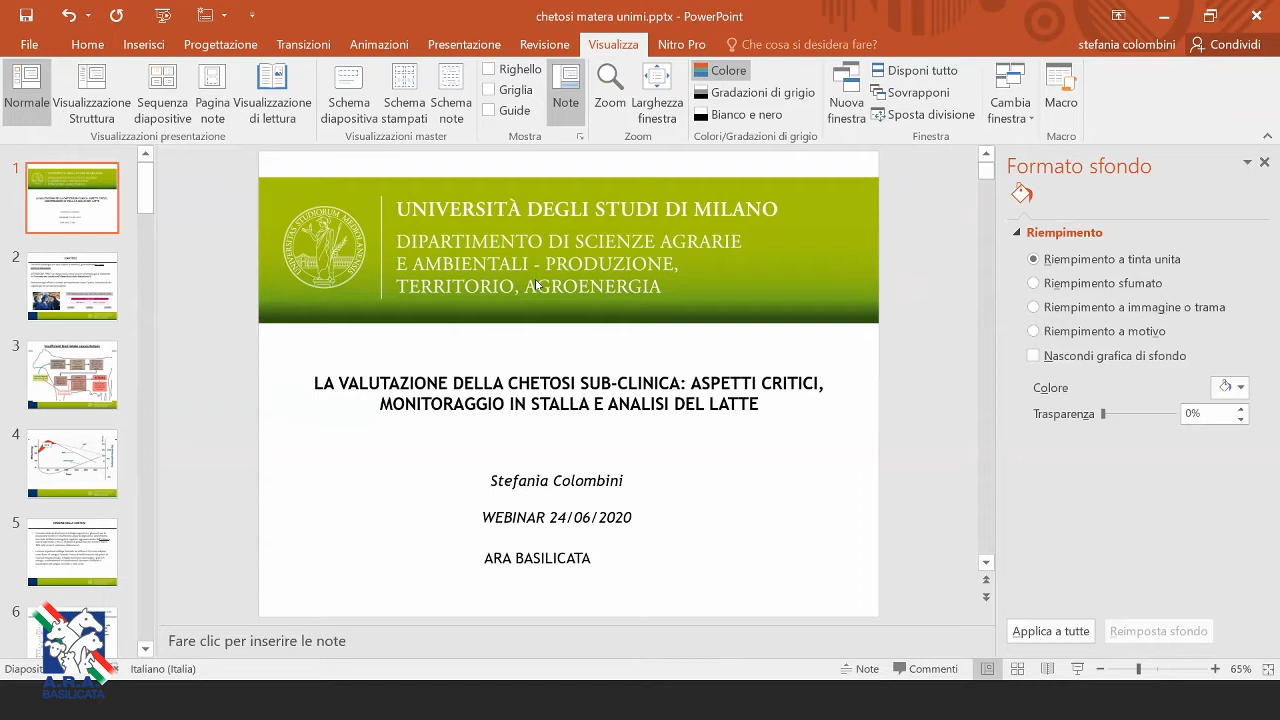 chetosi matera unimi.pptx - PowerPoint
File Home Inserisci Progettazione Transizioni Animazioni Presentazione Revisione Visualizza Nitro Pro Che cosa si desidera fare? stefania colombini Condividi
Normale Visualizzazione Struttura Sequenza diapositive Pagina note Visualizzazione di lettura
Visualizzazioni presentazione
Schema diapositiva Schema stampati Schema note
Visualizzazioni master
Righello
Griglia
Guide
Note
Mostra
Zoom Larghezza finestra
Zoom
Colore
Gradazioni di grigio
Bianco e nero
Colori/Gradazioni di grigio
Nuova finestra
Disponi tutto
Sovrapponi
Sposta divisione
Cambia finestra
Finestra
Macro
Macro
1
2
3
4
5
6
UNIVERSITÀ DEGLI STUDI DI MILANO
DIPARTIMENTO DI SCIENZE AGRARIE
E AMBIENTALI - PRODUZIONE,
TERRITORIO, AGROENERGIA
LA VALUTAZIONE DELLA CHETOSI SUB-CLINICA: ASPETTI CRITICI,
MONITORAGGIO IN STALLA E ANALISI DEL LATTE
Stefania Colombini
WEBINAR 24/06/2020
ARA BASILICATA
Fare clic per inserire le note
Formato sfondo
Riempimento
Riempimento a tinta unita
Riempimento sfumato
Riempimento a immagine o trama
Riempimento a motivo
Nascondi grafica di sfondo
Colore
Trasparenza 0%
Applica a tutte Reimposta sfondo
Italiano (Italia) Note Commenti 65%
A.R.A.
BASILICATA